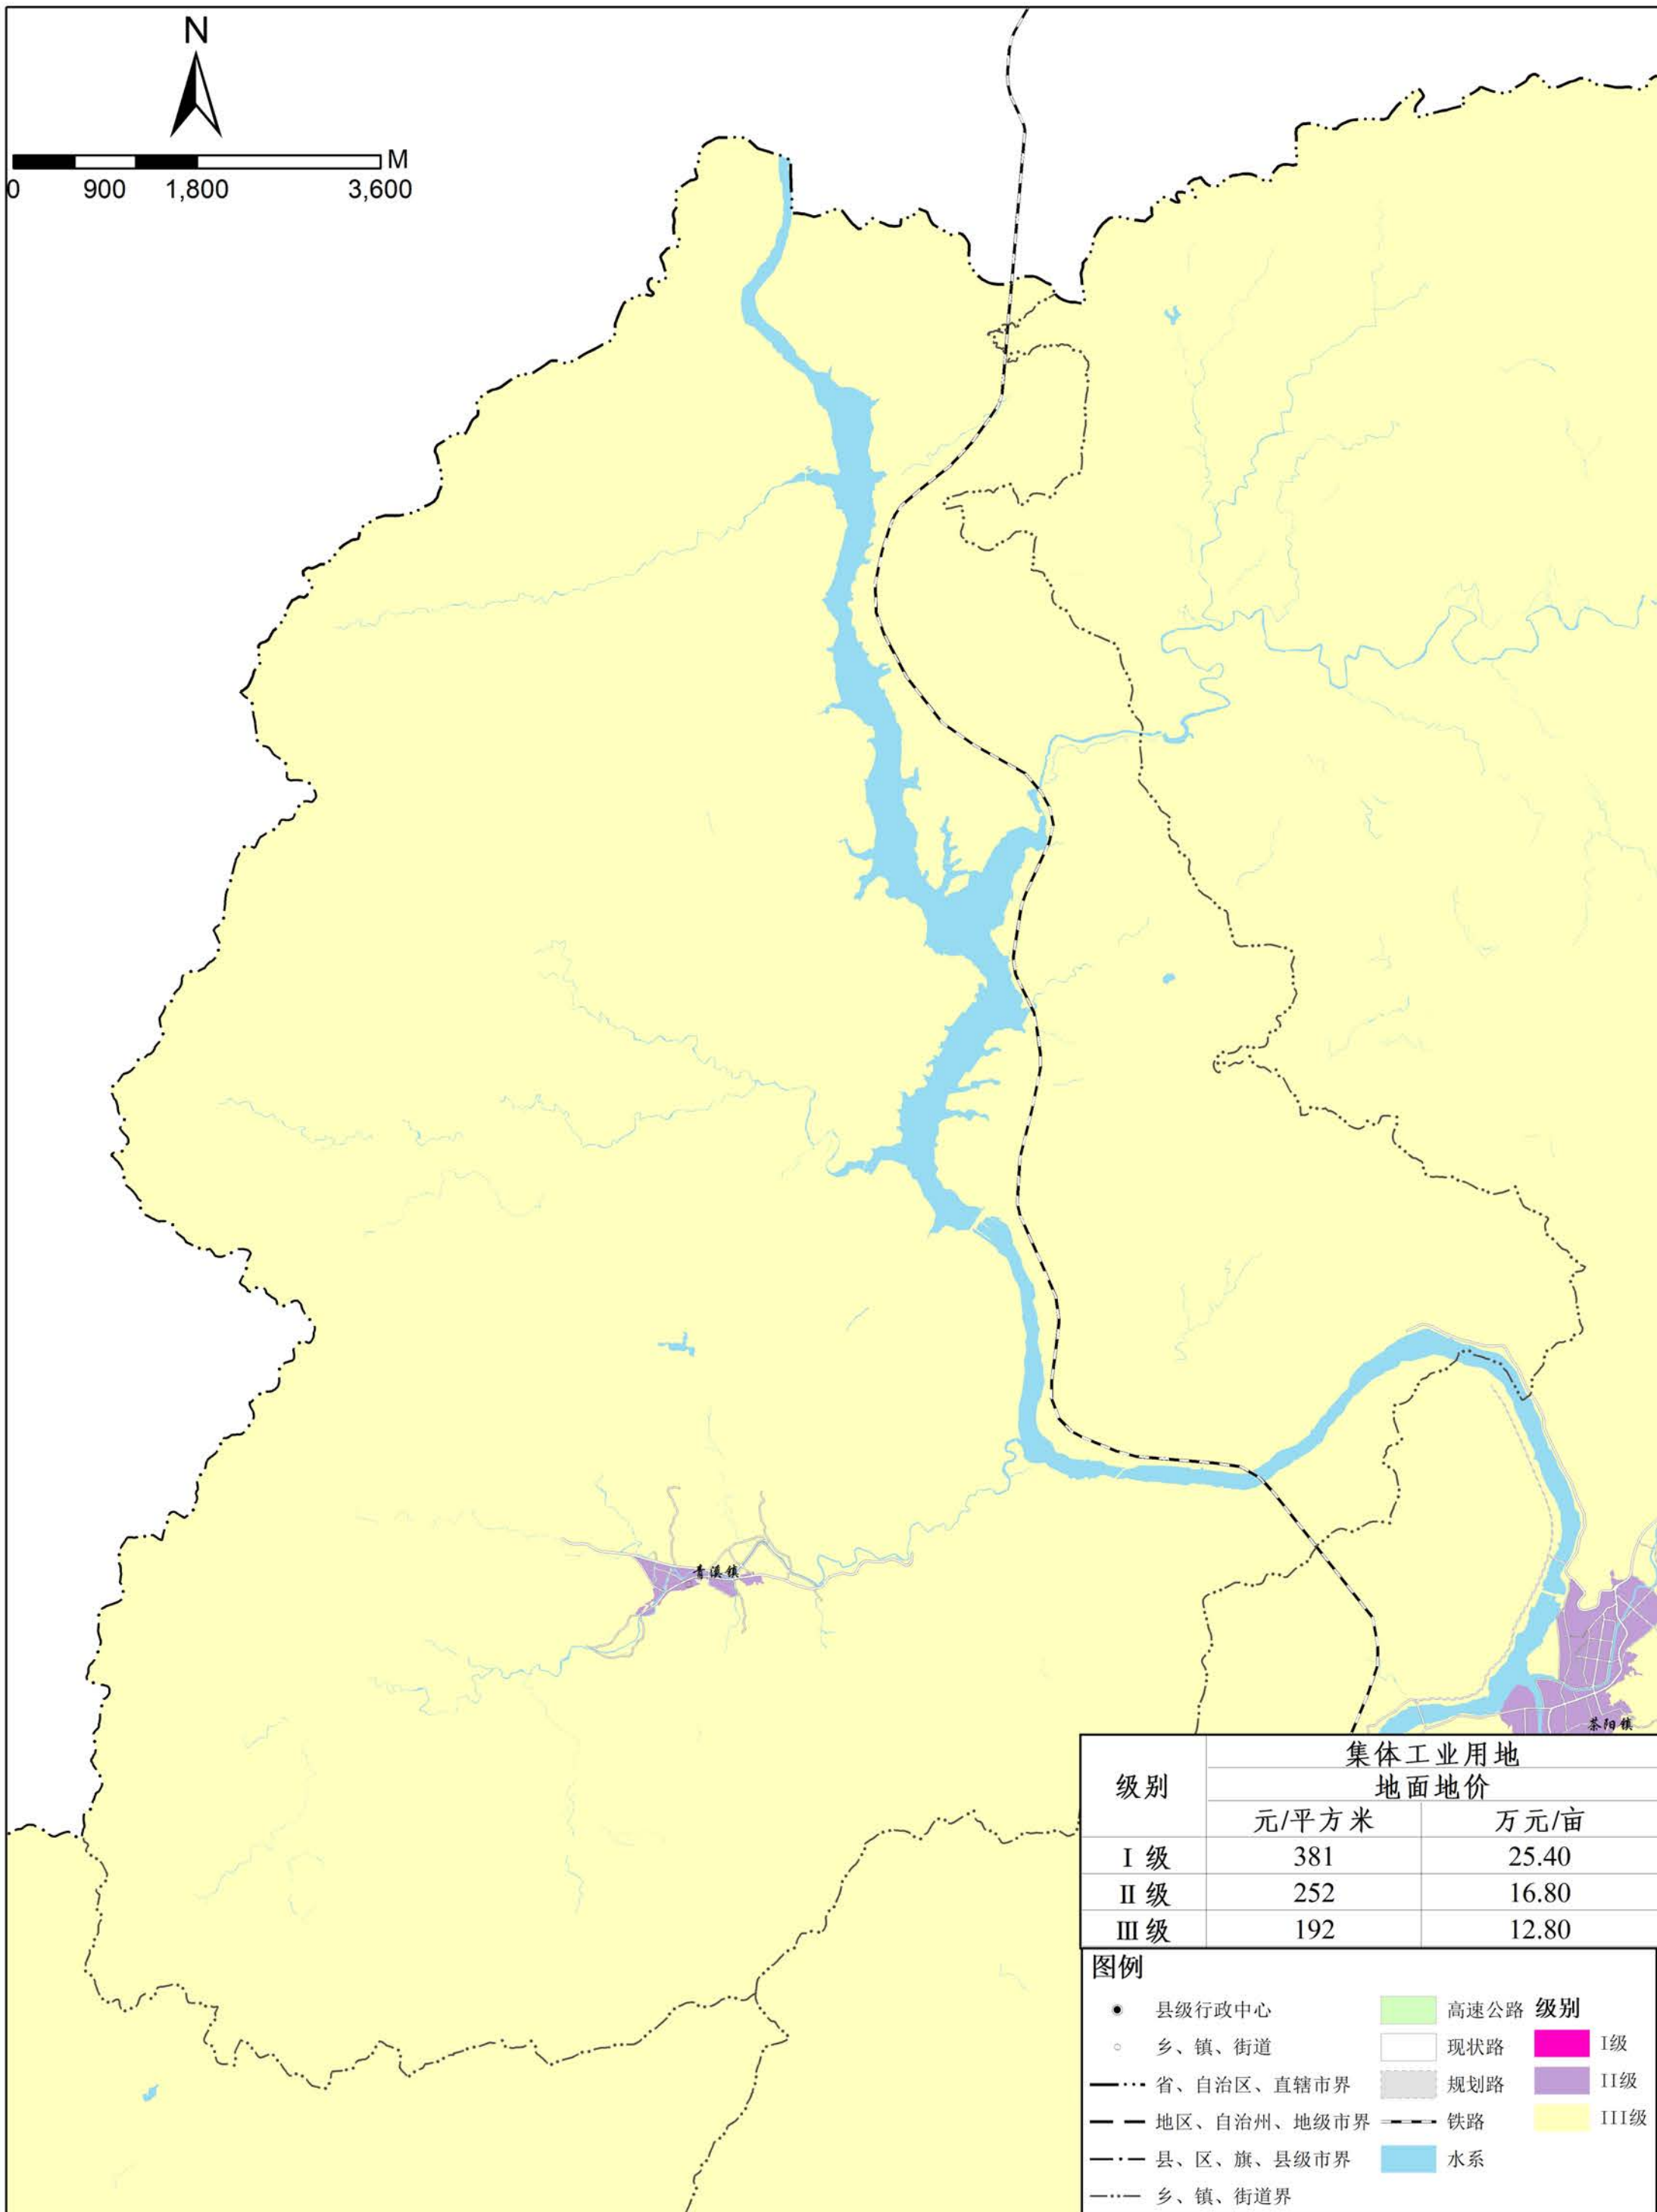 N
M
0 900 1,800 3,600
青溪镇
茶阳镇
级别 集体工业用地
地面地价
元/平方米 万元/亩
I 级 381 25.40
II 级 252 16.80
III 级 192 12.80
图例
县级行政中心 高速公路 级别
乡、镇、街道 现状路 I级
省、自治区、直辖市界 规划路 II级
地区、自治州、地级市界 铁路 III级
县、区、旗、县级市界 水系
乡、镇、街道界